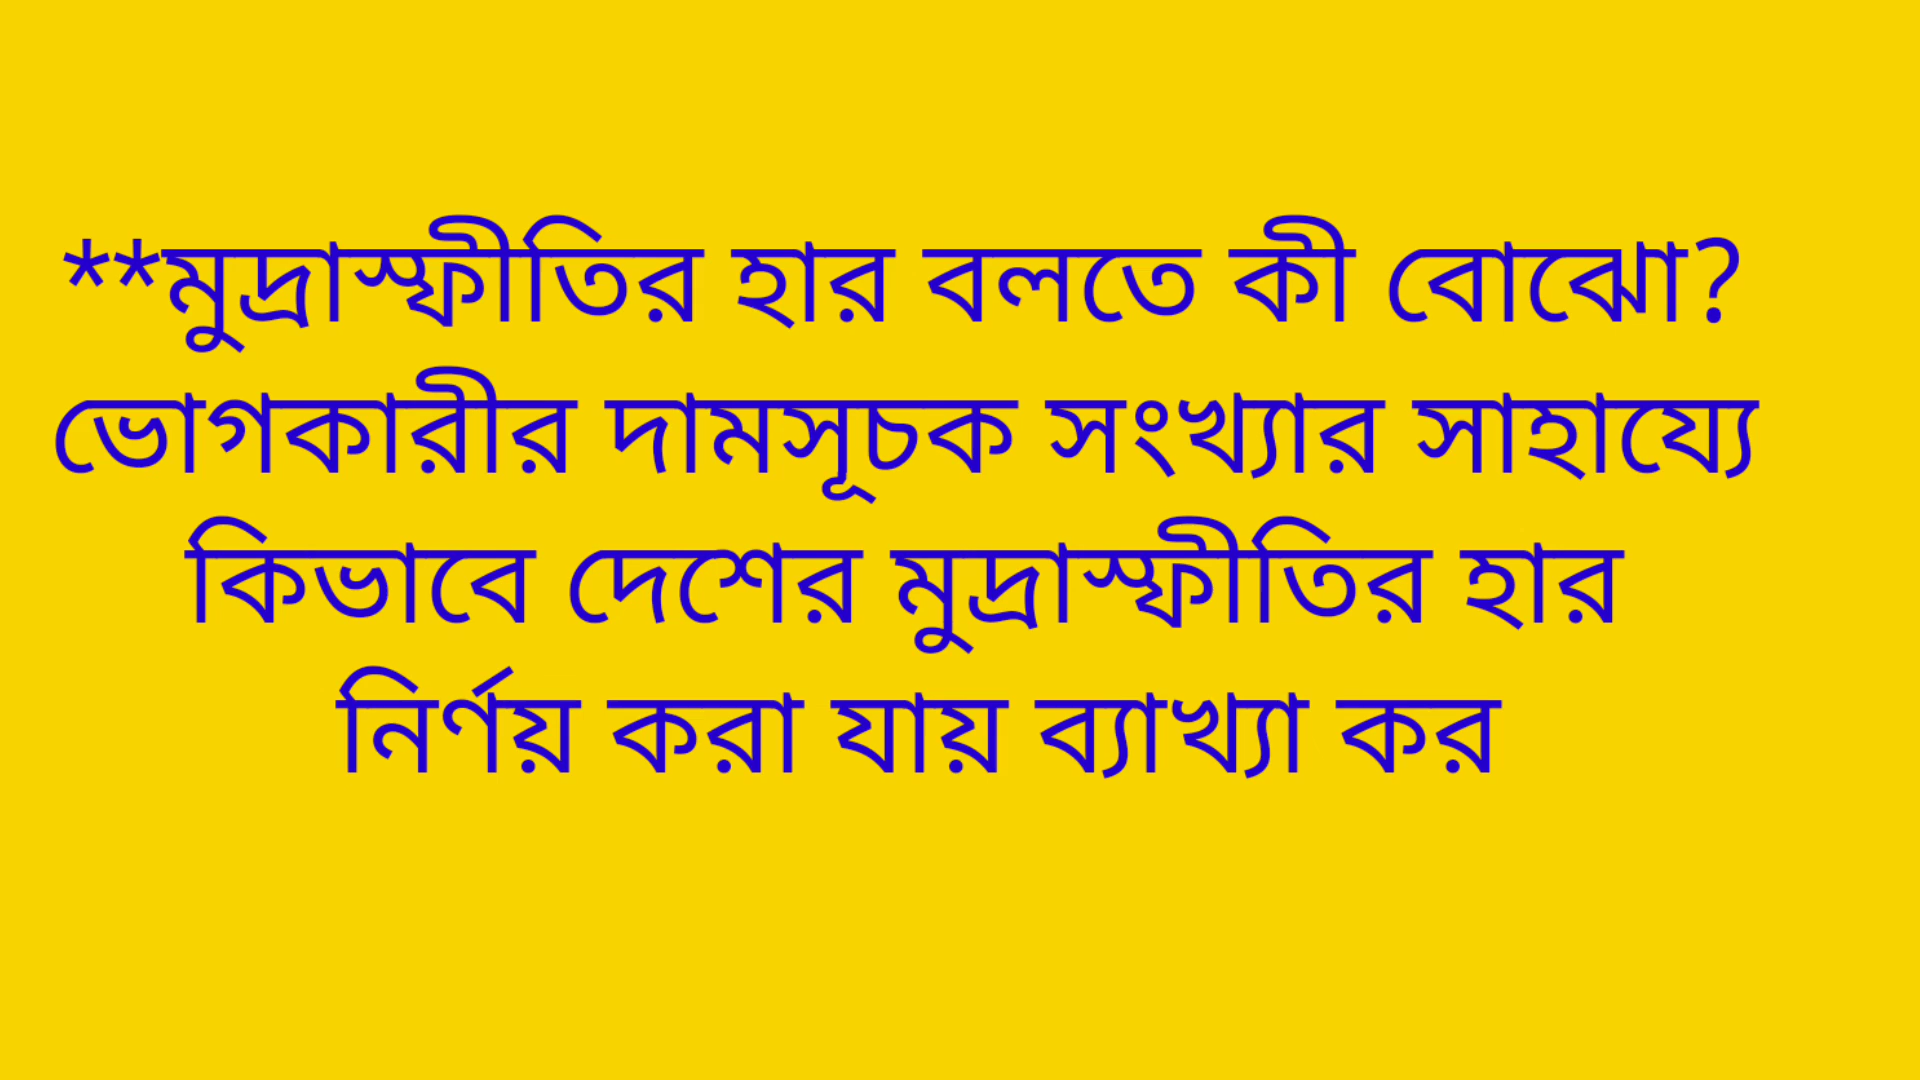 **মুদ্রাস্ফীতির হার বলতে কী বোঝো?
ভোগকারীর দামসূচক সংখ্যার সাহায্যে
কিভাবে দেশের মুদ্রাস্ফীতির হার
নির্ণয় করা যায় ব্যাখ্যা কর